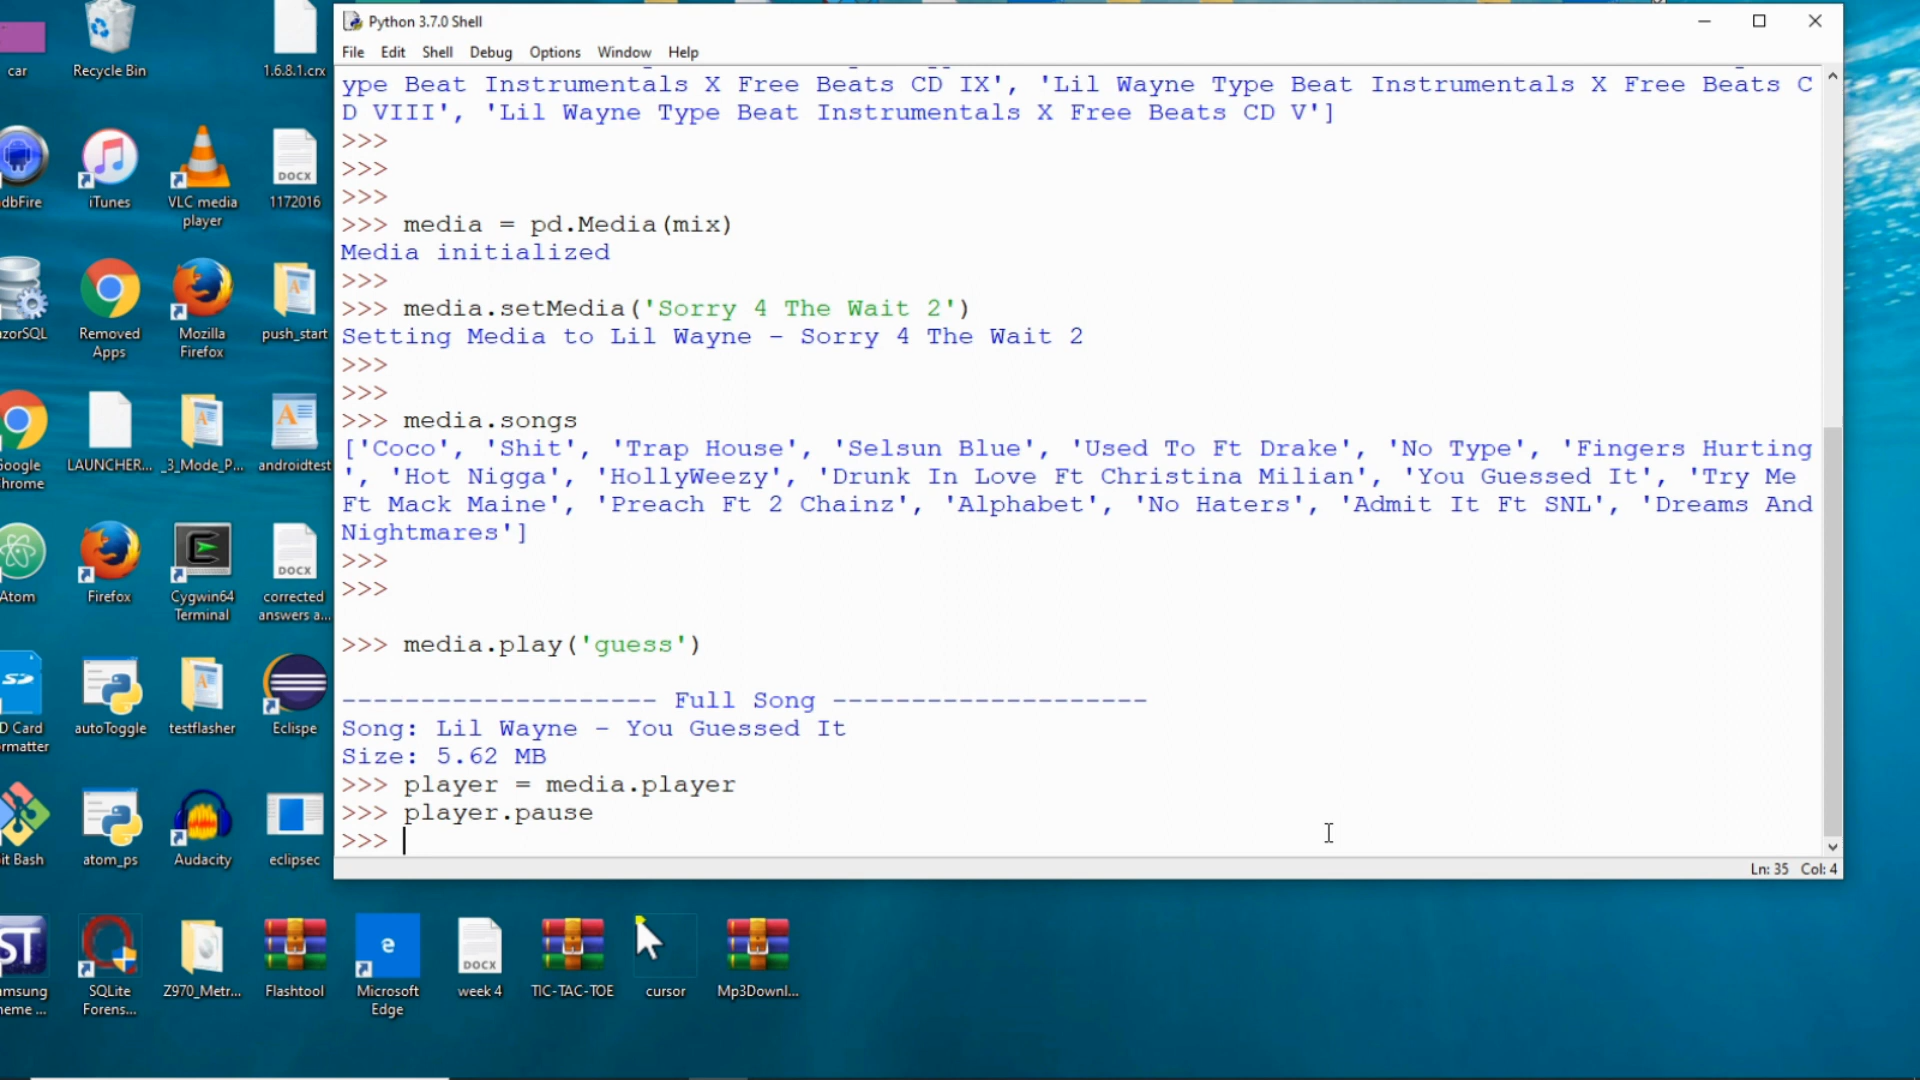 Python 3.7.0 Shell
File Edit Shell Debug Options Window Help
ype Beat Instrumentals X Free Beats CD IX', 'Lil Wayne Type Beat Instrumentals X Free Beats C
D VIII', 'Lil Wayne Type Beat Instrumentals X Free Beats CD V']
>>>
>>>
>>>
>>> media = pd.Media(mix)
Media initialized
>>>
>>> media.setMedia('Sorry 4 The Wait 2')
Setting Media to Lil Wayne - Sorry 4 The Wait 2
>>>
>>>
>>> media.songs
['Coco', 'Shit', 'Trap House', 'Selsun Blue', 'Used To Ft Drake', 'No Type', 'Fingers Hurting
', 'Hot Nigga', 'HollyWeezy', 'Drunk In Love Ft Christina Milian', 'You Guessed It', 'Try Me
Ft Mack Maine', 'Preach Ft 2 Chainz', 'Alphabet', 'No Haters', 'Admit It Ft SNL', 'Dreams And
Nightmares']
>>>
>>>
>>> media.play('guess')
-------------------- Full Song --------------------
Song: Lil Wayne - You Guessed It
Size: 5.62 MB
>>> player = media.player
>>> player.pause
>>>
Ln: 35 Col: 4
car
Recycle Bin
1.6.8.1.crx
dbFire
iTunes
VLC media
player
DOCX
1172016
zorSQL
Removed
Apps
Mozilla
Firefox
push_start
Google
hrome
LAUNCHER...
_3_Mode_P...
androidtest
Atom
Firefox
Cygwin64
Terminal
DOCX
corrected
answers a...
D Card
rmatter
autoToggle
testflasher
Eclispe
it Bash
atom_ps
Audacity
eclipsec
ST
msung
eme ...
SQLite
Forens...
Z970_Metr...
Flashtool
Microsoft
Edge
DOCX
week 4
TIC-TAC-TOE
cursor
Mp3Downl...